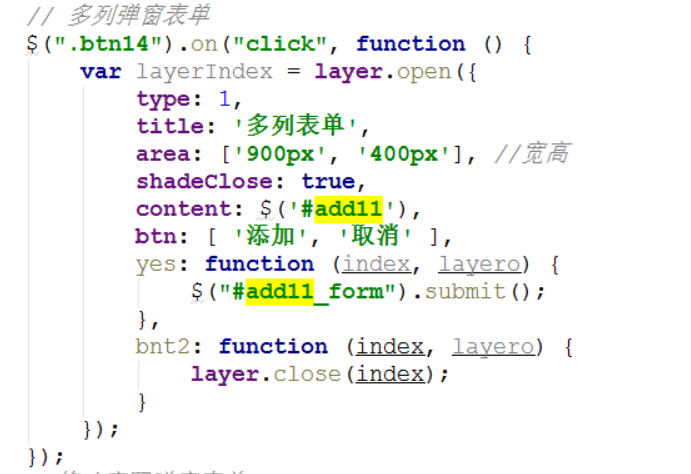 // 多列弹窗表单
$(".btn14").on("click", function () {
var layerIndex = layer.open({
type: 1,
title: '多列表单',
area: ['900px', '400px'], //宽高
shadeClose: true,
content: $('#add11'),
btn: [ '添加', '取消' ],
yes: function (index, layero) {
$("#add11_form").submit();
},
bnt2: function (index, layero) {
layer.close(index);
}
});
});